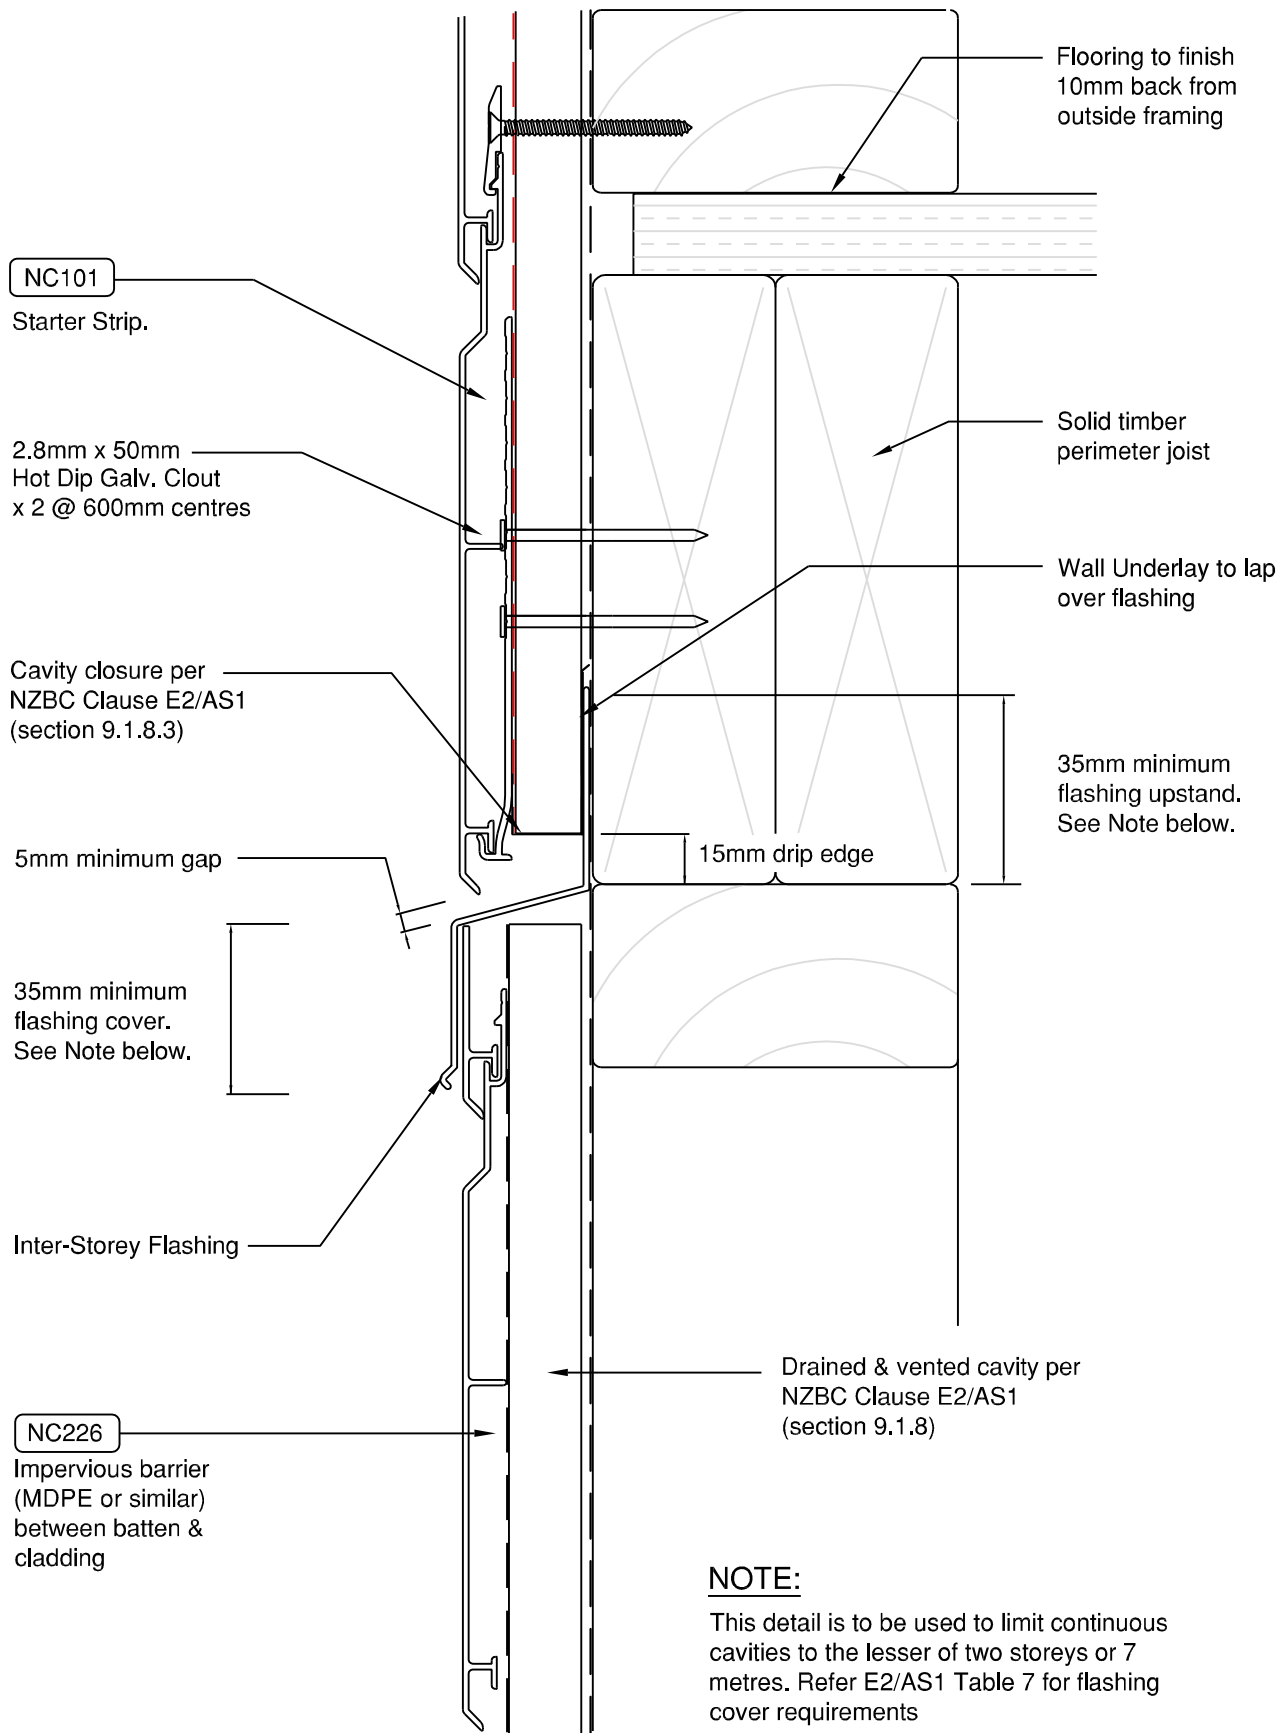 Flooring to finish
10mm back from
outside framing
NC101
Starter Strip.
2.8mm x 50mm
Hot Dip Galv. Clout
x 2 @ 600mm centres
Solid timber
perimeter joist
Wall Underlay to lap
over flashing
Cavity closure per
NZBC Clause E2/AS1
(section 9.1.8.3)
35mm minimum
flashing upstand.
See Note below.
15mm drip edge
5mm minimum gap
35mm minimum
flashing cover.
See Note below.
Inter-Storey Flashing
Drained & vented cavity per
NZBC Clause E2/AS1
(section 9.1.8)
NC226
Impervious barrier
(MDPE or similar)
between batten &
cladding
NOTE:
This detail is to be used to limit continuous
cavities to the lesser of two storeys or 7
metres. Refer E2/AS1 Table 7 for flashing
cover requirements